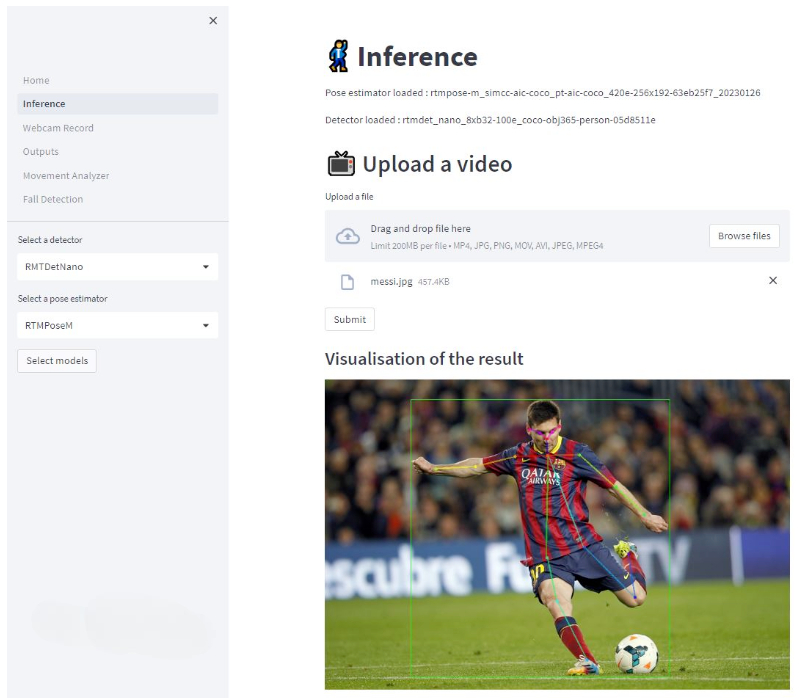 ×
Home
Inference
Webcam Record
Outputs
Movement Analyzer
Fall Detection
Select a detector
RMTDetNano
Select a pose estimator
RTMPoseM
Select models
Inference
Pose estimator loaded : rtmpose-m_simcc-aic-coco_pt-aic-coco_420e-256x192-63eb25f7_20230126
Detector loaded : rtmdet_nano_8xb32-100e_coco-obj365-person-05d8511e
Upload a video
Upload a file
Drag and drop file here
Limit 200MB per file • MP4, JPG, PNG, MOV, AVI, JPEG, MPEG4
Browse files
messi.jpg 457.4KB
×
Submit
Visualisation of the result
QATAR
AIRWAYS
escubre Fu TV
10